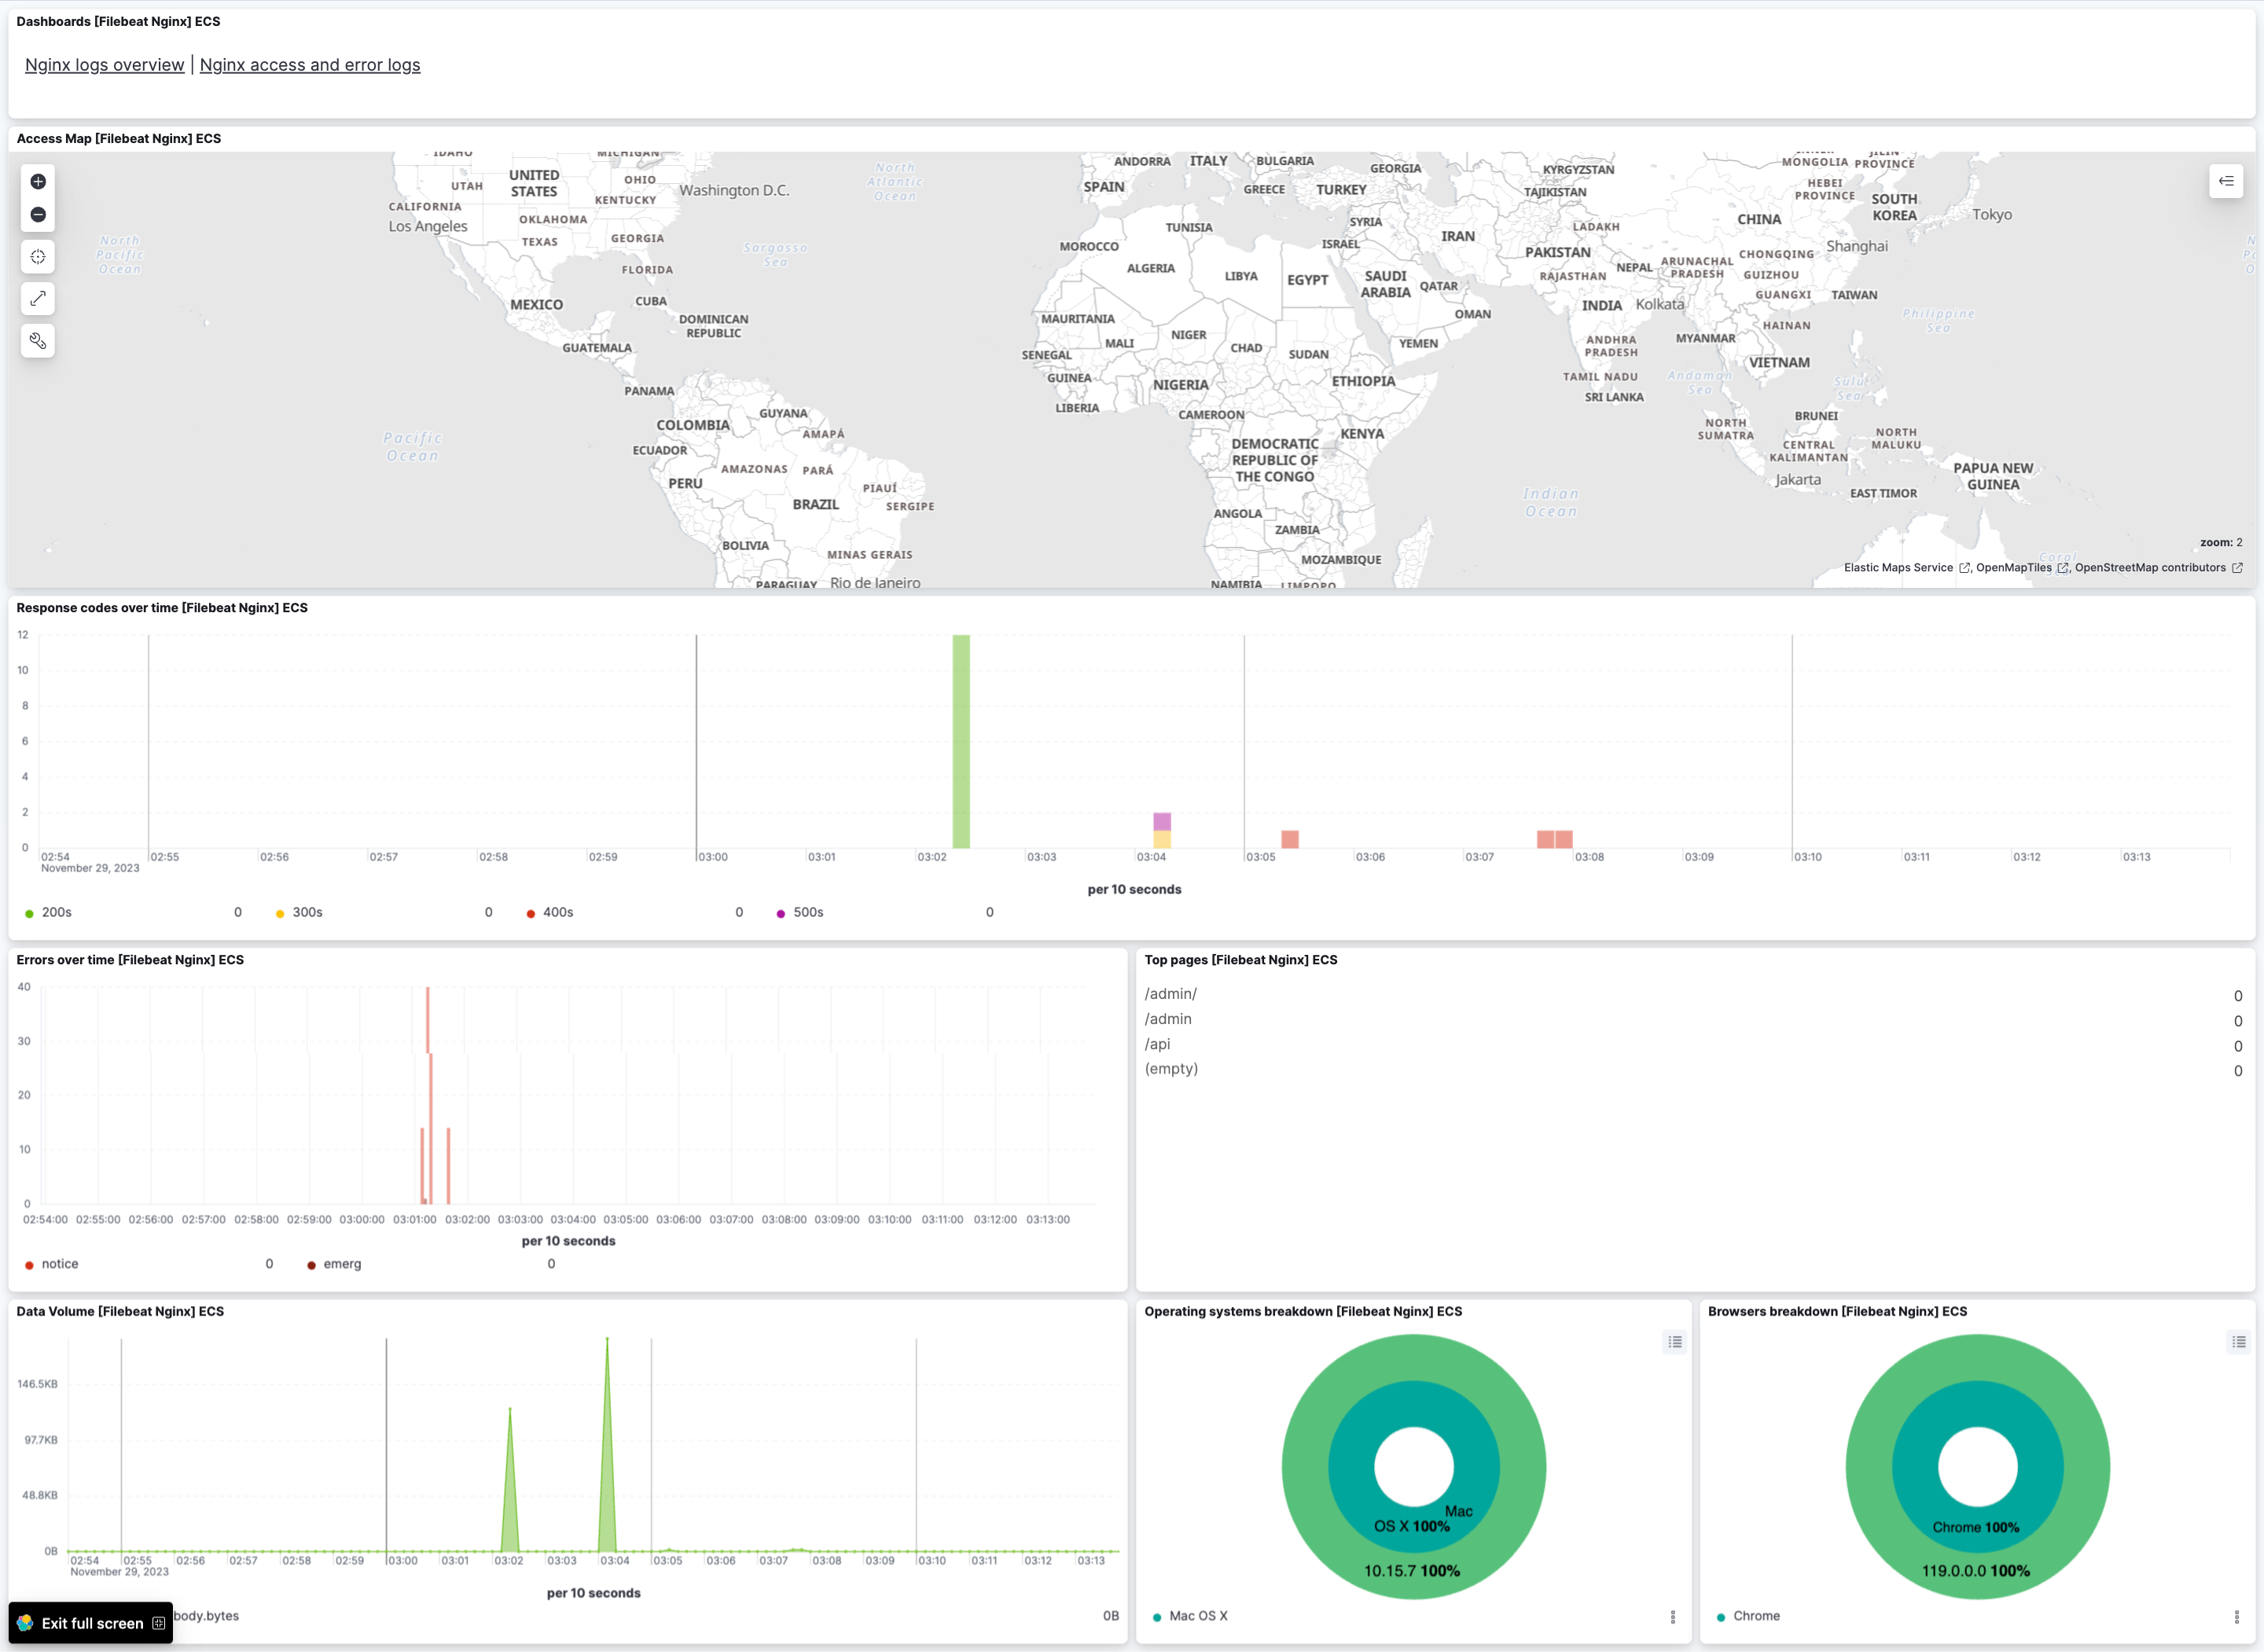 Dashboards [Filebeat Nginx] ECS
Nginx logs overview | Nginx access and error logs
Access Map [Filebeat Nginx] ECS
IDAHO
MICHIGAN
UNITED
STATES
UTAH
OHIO
KENTUCKY
Washington D.C.
CALIFORNIA
Los Angeles
OKLAHOMA
TEXAS
GEORGIA
FLORIDA
North
Pacific
Ocean
North
Atlantic
Ocean
Sargasso
Sea
MEXICO
CUBA
DOMINICAN
REPUBLIC
GUATEMALA
PANAMA
GUYANA
COLOMBIA
AMAPÁ
ECUADOR
AMAZONAS
PARÁ
PERU
PIAUÍ
BRAZIL
SERGIPE
BOLIVIA
MINAS GERAIS
PARAGUAY
Rio de Janeiro
Pacific
Ocean
ANDORRA
ITALY
BULGARIA
GEORGIA
SPAIN
GREECE
TURKEY
TUNISIA
SYRIA
MOROCCO
ISRAEL
IRAN
ALGERIA
LIBYA
EGYPT
SAUDI
ARABIA
QATAR
OMAN
MAURITANIA
MALI
NIGER
CHAD
SUDAN
YEMEN
SENEGAL
GUINEA
NIGERIA
ETHIOPIA
LIBERIA
CAMEROON
KENYA
DEMOCRATIC
REPUBLIC OF
THE CONGO
ANGOLA
ZAMBIA
MOZAMBIQUE
NAMIBIA
LIMPOPO
KYRGYZSTAN
TAJIKISTAN
LADAKH
PAKISTAN
RAJASTHAN
NEPAL
ARUNACHAL
PRADESH
INDIA
Kolkata
ANDHRA
PRADESH
TAMIL NADU
SRI LANKA
MONGOLIA
JILIN
PROVINCE
HEBEI
PROVINCE
CHINA
SOUTH
KOREA
Tokyo
Shanghai
CHONGQING
GUIZHOU
GUANGXI
TAIWAN
HAINAN
MYANMAR
VIETNAM
Philippine
Sea
Andaman
Sea
Sulu
Sea
BRUNEI
NORTH
SUMATRA
CENTRAL
KALIMANTAN
NORTH
MALUKU
Jakarta
PAPUA NEW
GUINEA
EAST TIMOR
Indian
Ocean
Coral
zoom: 2
Elastic Maps Service , OpenMapTiles , OpenStreetMap contributors
Response codes over time [Filebeat Nginx] ECS
12
10
8
6
4
2
0
02:54 02:55 02:56 02:57 02:58 02:59 03:00 03:01 03:02 03:03 03:04 03:05 03:06 03:07 03:08 03:09 03:10 03:11 03:12 03:13
November 29, 2023
per 10 seconds
200s 0 300s 0 400s 0 500s 0
Errors over time [Filebeat Nginx] ECS
40
30
20
10
0
02:54:00 02:55:00 02:56:00 02:57:00 02:58:00 02:59:00 03:00:00 03:01:00 03:02:00 03:03:00 03:04:00 03:05:00 03:06:00 03:07:00 03:08:00 03:09:00 03:10:00 03:11:00 03:12:00 03:13:00
per 10 seconds
notice 0 emerg 0
Top pages [Filebeat Nginx] ECS
/admin/ 0
/admin 0
/api 0
(empty) 0
Data Volume [Filebeat Nginx] ECS
146.5KB
97.7KB
48.8KB
0B
02:54 02:55 02:56 02:57 02:58 02:59 03:00 03:01 03:02 03:03 03:04 03:05 03:06 03:07 03:08 03:09 03:10 03:11 03:12 03:13
November 29, 2023
per 10 seconds
body.bytes 0B
Exit full screen
Operating systems breakdown [Filebeat Nginx] ECS
Mac
OS X 100%
10.15.7 100%
Mac OS X
Browsers breakdown [Filebeat Nginx] ECS
Chrome 100%
119.0.0.0 100%
Chrome